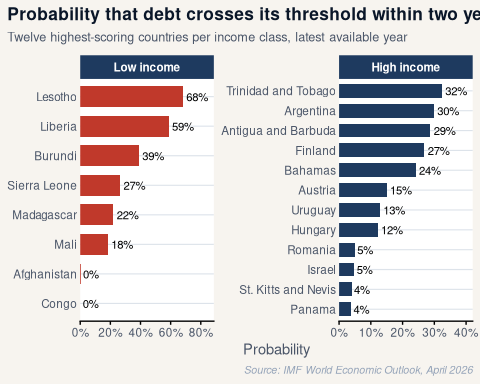 Probability that debt crosses its threshold within two ye
Twelve highest-scoring countries per income class, latest available year
Low income
Lesotho 68%
Liberia 59%
Burundi 39%
Sierra Leone 27%
Madagascar 22%
Mali 18%
Afghanistan 0%
Congo 0%
0% 20% 40% 60% 80%
High income
Trinidad and Tobago 32%
Argentina 30%
Antigua and Barbuda 29%
Finland 27%
Bahamas 24%
Austria 15%
Uruguay 13%
Hungary 12%
Romania 5%
Israel 5%
St. Kitts and Nevis 4%
Panama 4%
0% 10% 20% 30% 40%
Probability
Source: IMF World Economic Outlook, April 2026